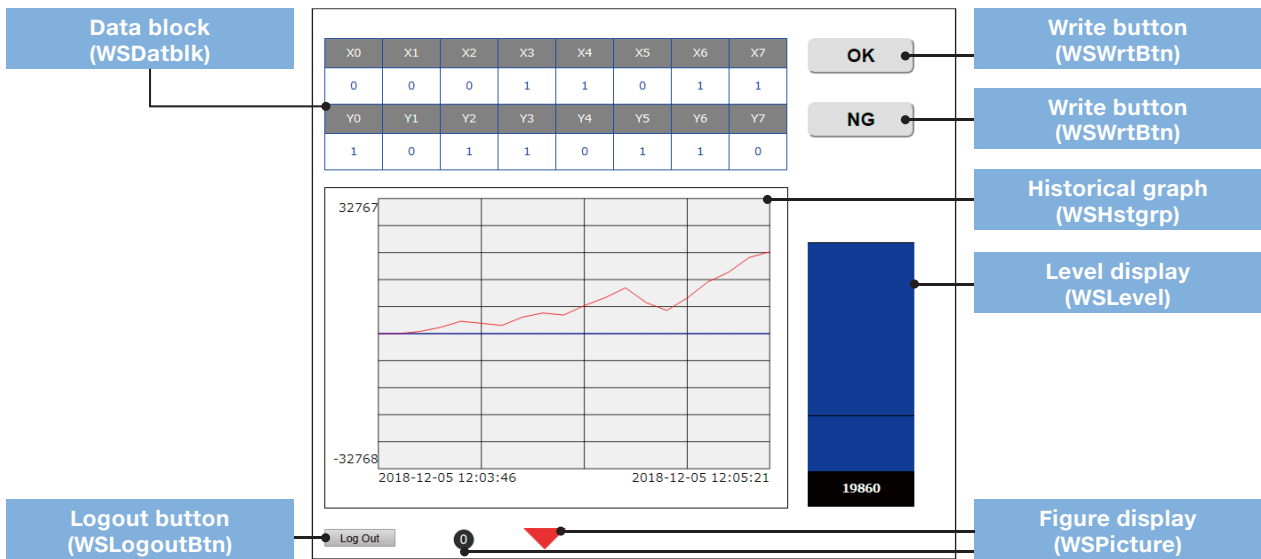 Data block
(WSDatblk)
X0 X1 X2 X3 X4 X5 X6 X7
0 0 0 1 1 0 1 1
Y0 Y1 Y2 Y3 Y4 Y5 Y6 Y7
1 0 1 1 0 1 1 0
OK
Write button
(WSWrtBtn)
NG
Write button
(WSWrtBtn)
Historical graph
(WSHstgrp)
32767
-32768
2018-12-05 12:03:46 2018-12-05 12:05:21
Level display
(WSLevel)
19860
Logout button
(WSLogoutBtn)
Log Out
0
Figure display
(WSPicture)